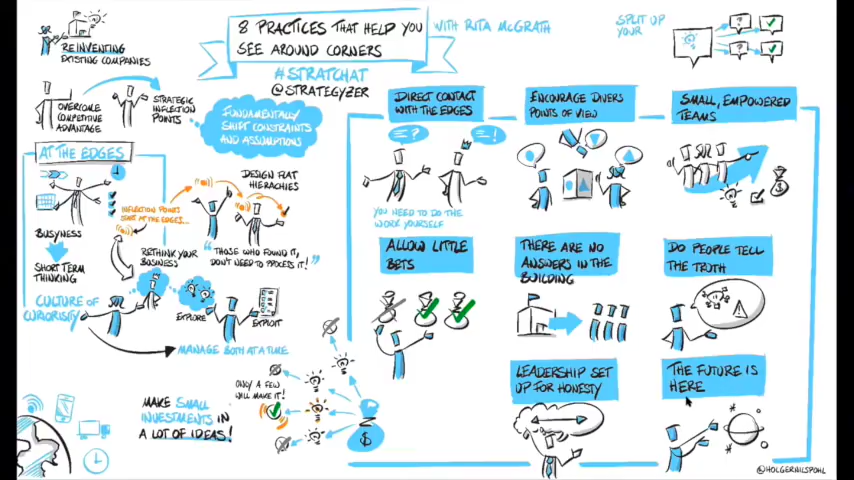 8 PRACTICES THAT HELP YOU
SEE AROUND CORNERS
WITH RITA McGRATH
#STRATCHAT
@STRATEGYZER
REINVENTING
EXISTING COMPANIES
SPLIT UP
YOUR
OVERCOME
COMPETITIVE
ADVANTAGE
STRATEGIC
INFLECTION
POINTS
FUNDAMENTALLY
SHIFT CONSTRAINTS
AND ASSUMPTIONS
AT THE EDGES
INFLECTION POINTS
START AT THE EDGES...
DESIGN FLAT
HIERACHIES
"THOSE WHO FOUND IT,
DON'T NEED TO PROCESS IT!"
BUSYNESS
SHORT TERM
THINKING
RETHINK YOUR
BUSINESS
CULTURE OF
CURIORISITY
EXPLORE
EXPLOIT
MANAGE BOTH AT A TIME
MAKE SMALL
INVESTMENTS IN
A LOT OF IDEAS!
ONLY A FEW
WILL MAKE IT!
$
DIRECT CONTACT
WITH THE EDGES
=?
=!
YOU NEED TO DO THE
WORK YOURSELF
ENCOURAGE DIVERS
POINTS OF VIEW
SMALL, EMPOWERED
TEAMS
$
ALLOW LITTLE
BETS
THERE ARE NO
ANSWERS IN THE
BUILDING
DO PEOPLE TELL
THE TRUTH
LEADERSHIP SET
UP FOR HONESTY
THE FUTURE IS
HERE
@HOLGERNILSPOHL